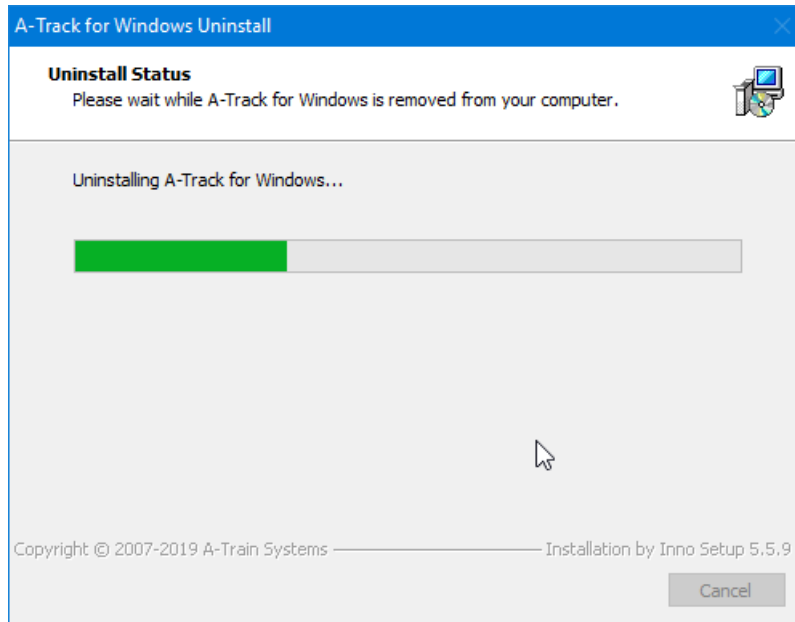 A-Track for Windows Uninstall
Uninstall Status
Please wait while A-Track for Windows is removed from your computer.
Uninstalling A-Track for Windows...
Copyright © 2007-2019 A-Train Systems Installation by Inno Setup 5.5.9
Cancel